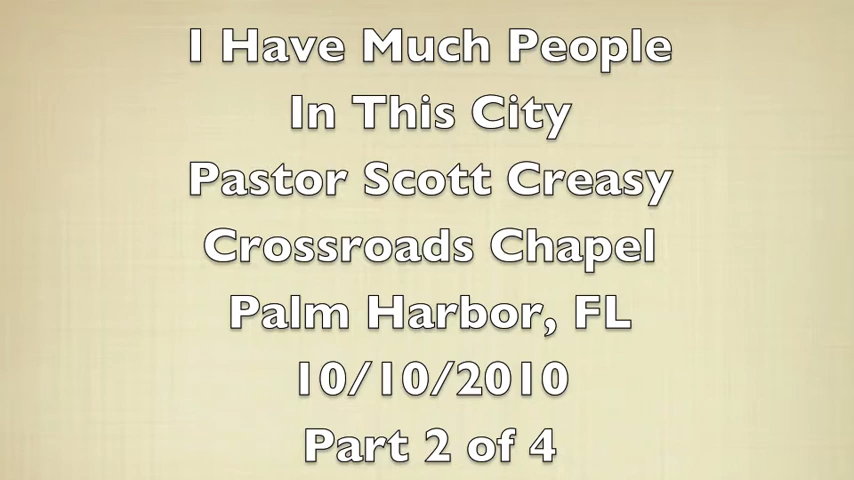 I Have Much People
In This City
Pastor Scott Creasy
Crossroads Chapel
Palm Harbor, FL
10/10/2010
Part 2 of 4